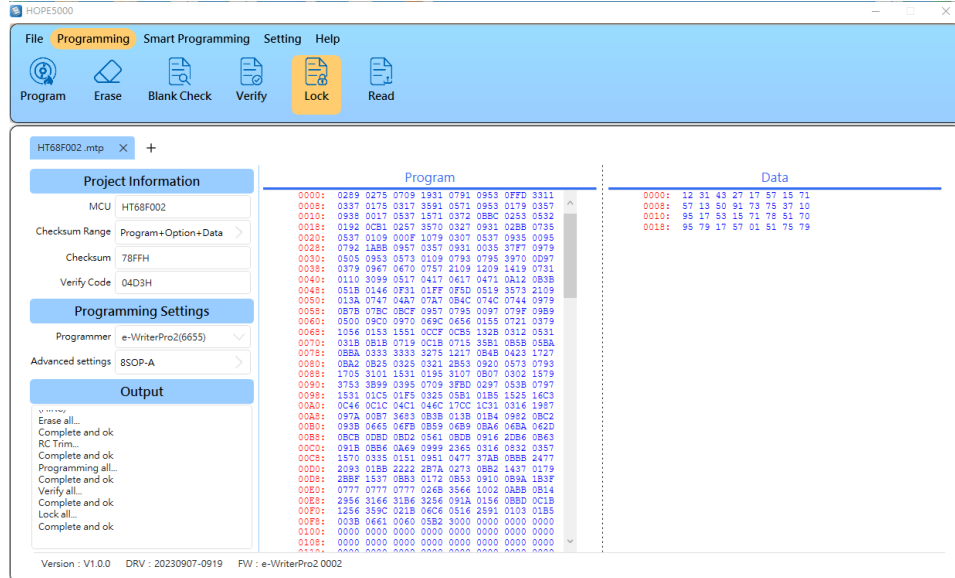 HOPE5000
File Programming Smart Programming Setting Help
Program Erase Blank Check Verify Lock Read
HT68F002 .mtp
Project Information
MCU HT68F002
Checksum Range Program+Option+Data
Checksum 78FFH
Verify Code 04D3H
Programming Settings
Programmer e-WriterPro2(6655)
Advanced settings 8SOP-A
Output
Erase all...
Complete and ok
RC Trim...
Complete and ok
Programming all...
Complete and ok
Verify all...
Complete and ok
Lock all...
Complete and ok
Program
0000: 0289 0275 0709 1931 0791 0953 0FFD 3311
0008: 0337 0175 0317 3591 0571 0953 0179 0357
0010: 0938 0017 0537 1571 0372 0BBC 0253 0532
0018: 0192 0CB1 0257 3570 0327 0931 02BB 0735
0020: 0537 0109 000F 1079 0307 0537 0935 0095
0028: 0792 1ABB 0957 0357 0931 0035 37F7 0979
0030: 0505 0953 0573 0109 0793 0795 3970 0D97
0038: 0379 0967 0670 0757 2109 1209 1419 0731
0040: 0110 3099 0517 0417 0617 0471 0A12 0B3B
0048: 051B 0146 0F31 01FF 0F5D 0519 3573 2109
0050: 013A 0747 04A7 07A7 0B4C 074C 0744 0979
0058: 0B7B 07BC 0BCF 0957 0795 0097 079F 09B9
0060: 0500 09C0 0970 069C 0656 0155 0721 0379
0068: 1056 0153 1551 0CCF 0CB5 132B 0312 0531
0070: 031B 0B1B 0719 0C1B 0715 35B1 0B5B 05BA
0078: 0BBA 0333 3333 3275 1217 0B4B 0423 1727
0080: 0BA2 0B25 0325 0321 2B53 0920 0573 0793
0088: 1705 3101 1531 0195 3107 0B07 0302 1579
0090: 3753 3B99 0395 0709 3FBD 0297 053B 0797
0098: 1531 01C5 01F5 0325 05B1 01B5 1525 16C3
00A0: 0C46 0C1C 04C1 046C 17CC 1C31 0316 1987
00A8: 097A 00B7 3683 0B3B 013B 01B4 0982 0BC2
00B0: 093B 0665 06FB 0B59 06B9 0BA6 06BA 062D
00B8: 0BCB 0DBD 0BD2 0561 0BDB 0916 2DB6 0B63
00C0: 091B 0BB6 0A69 0999 2365 0316 0832 0357
00C8: 1570 0335 0151 0951 0477 37AB 0BBB 2477
00D0: 2093 01BB 2222 2B7A 0273 0BB2 1437 0179
00D8: 2BBF 1537 0BB3 0172 0B53 0910 0B9A 1B3F
00E0: 0777 0777 0777 026B 3566 1002 0ABB 0B14
00E8: 2956 3166 31B6 3256 091A 0156 0BBD 0C1B
00F0: 1256 359C 021B 06C6 0516 2591 0103 01B5
00F8: 003B 0661 0060 05B2 3000 0000 0000 0000
0100: 0000 0000 0000 0000 0000 0000 0000 0000
0108: 0000 0000 0000 0000 0000 0000 0000 0000
Data
0000: 12 31 43 27 17 57 15 71
0008: 57 13 50 91 73 75 37 10
0010: 95 17 53 15 71 78 51 70
0018: 95 79 17 57 01 51 75 79
Version : V1.0.0 DRV : 20230907-0919 FW : e-WriterPro2 0002